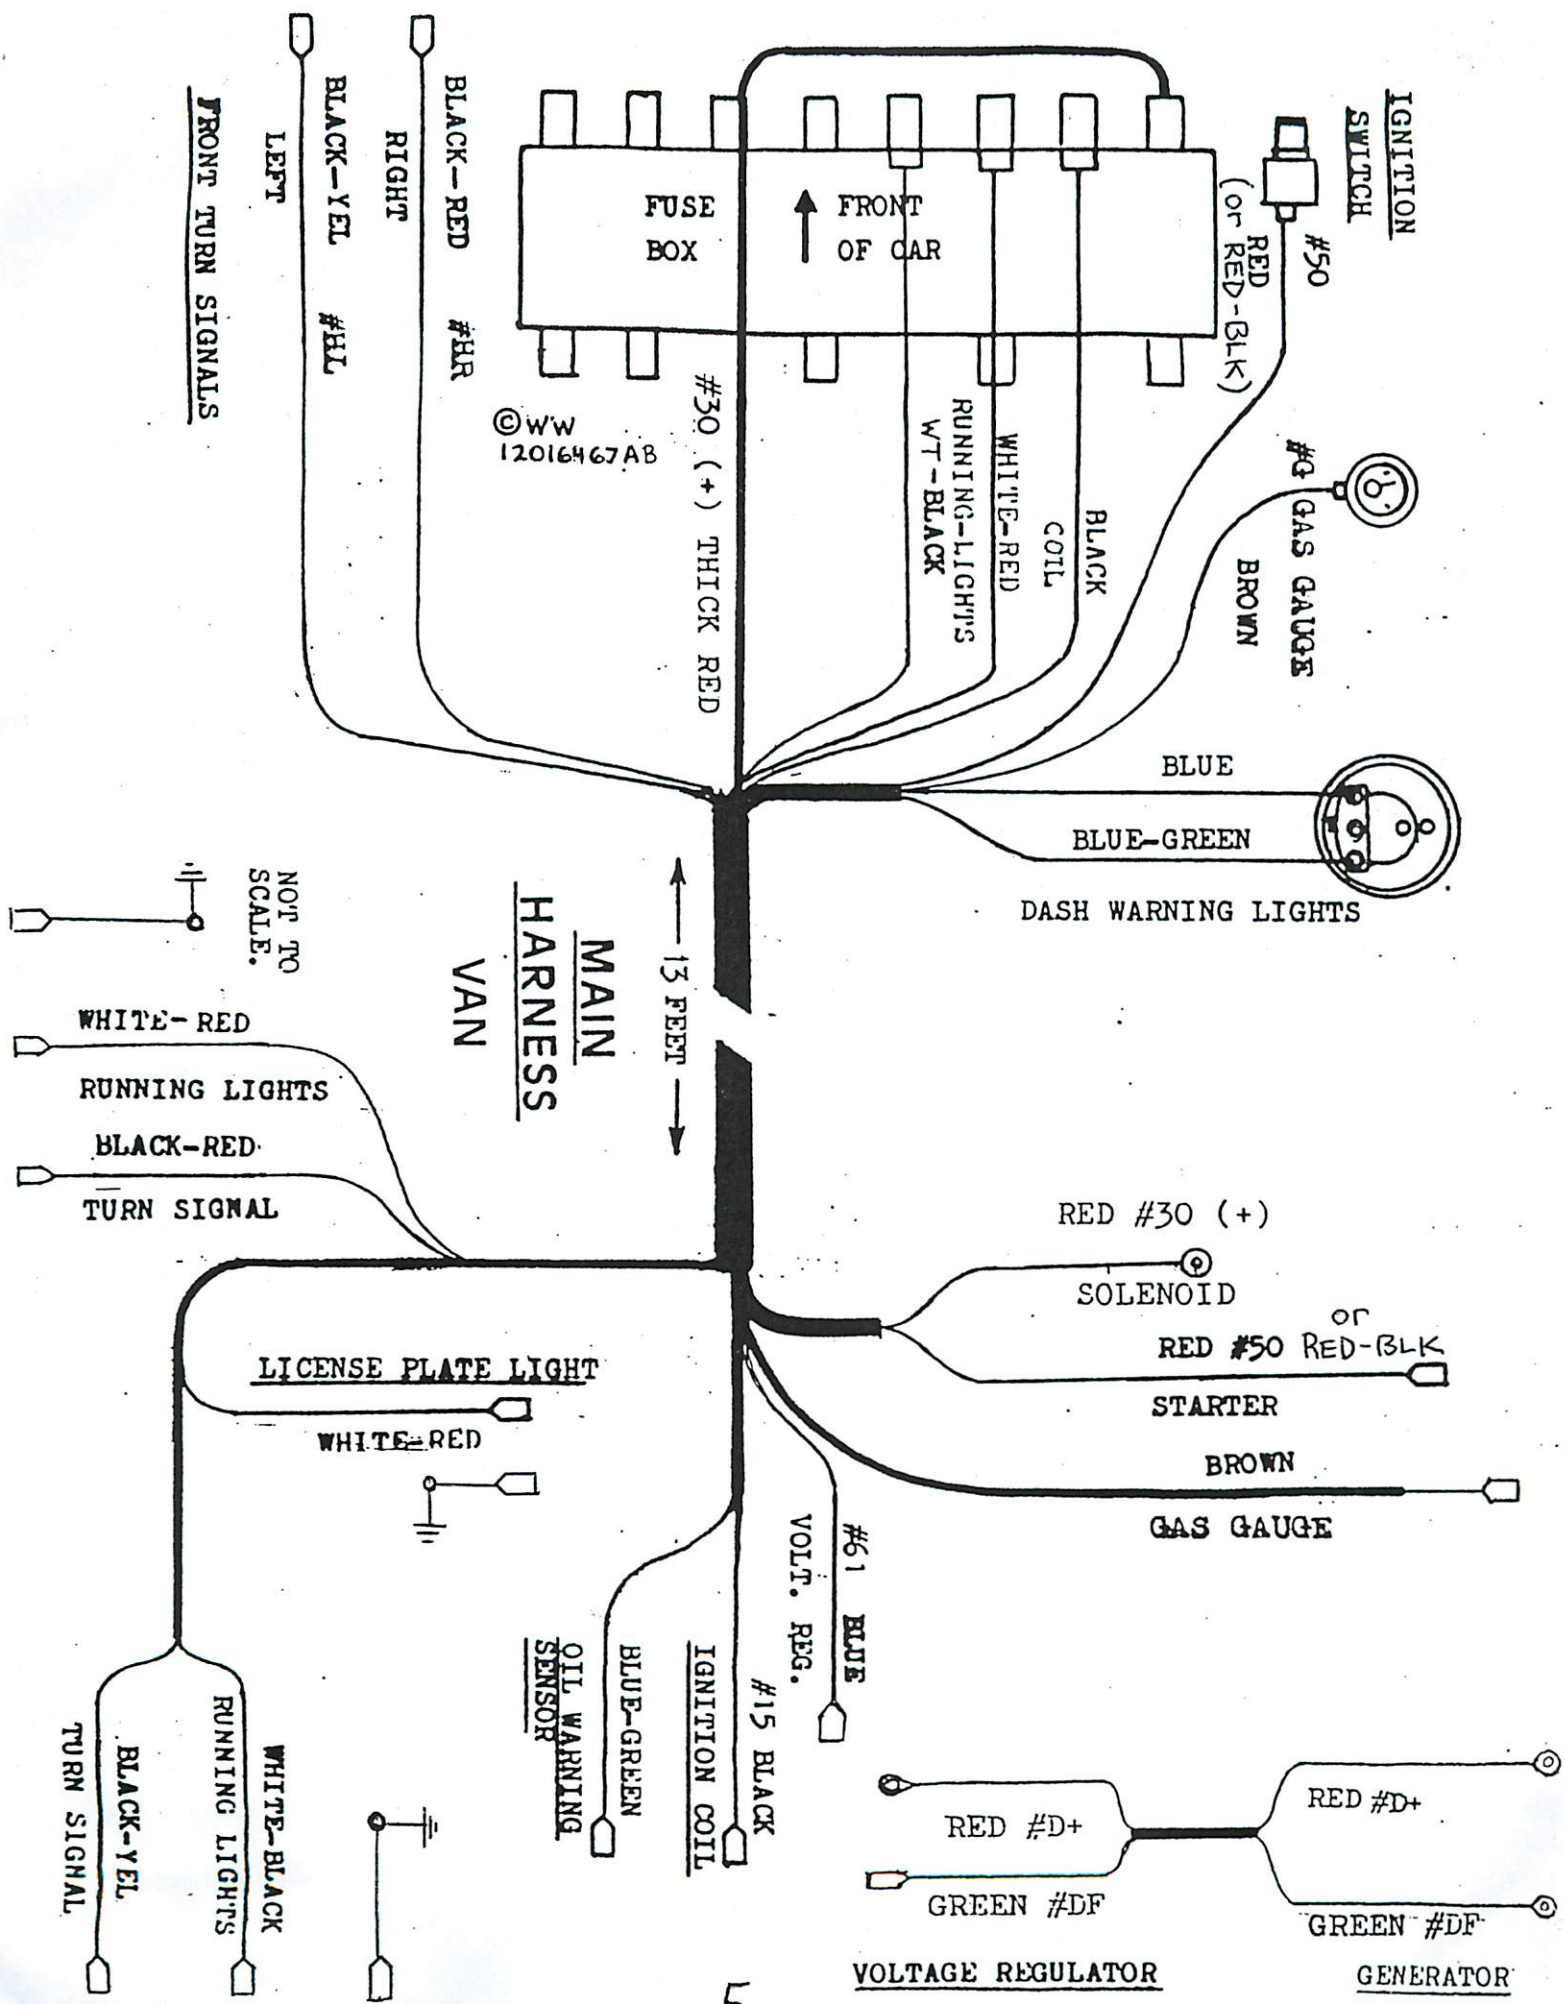 IGNITION
SWITCH
#50
RED
(or RED-BLK)
FUSE
BOX
FRONT
OF CAR
BLACK-RED
RIGHT
#HR
BLACK-YEL
LEFT
#HL
FRONT TURN SIGNALS
©WW
12016467AB
#30 (+) THICK RED
WT-BLACK
RUNNING-LIGHTS
WHITE-RED
COIL
BLACK
#G GAS GAUGE
BROWN
BLUE
BLUE-GREEN
DASH WARNING LIGHTS
NOT TO
SCALE.
MAIN
HARNESS
VAN
13 FEET
WHITE-RED
RUNNING LIGHTS
BLACK-RED
TURN SIGNAL
RED #30 (+)
SOLENOID
or
RED #50 RED-BLK
STARTER
BROWN
GAS GAUGE
LICENSE PLATE LIGHT
WHITE-RED
#61 BLUE
VOLT. REG.
#15 BLACK
IGNITION COIL
BLUE-GREEN
OIL WARNING
SENSOR
WHITE-BLACK
RUNNING LIGHTS
BLACK-YEL
TURN SIGNAL
RED #D+
GREEN #DF
VOLTAGE REGULATOR
RED #D+
GREEN #DF
GENERATOR
5